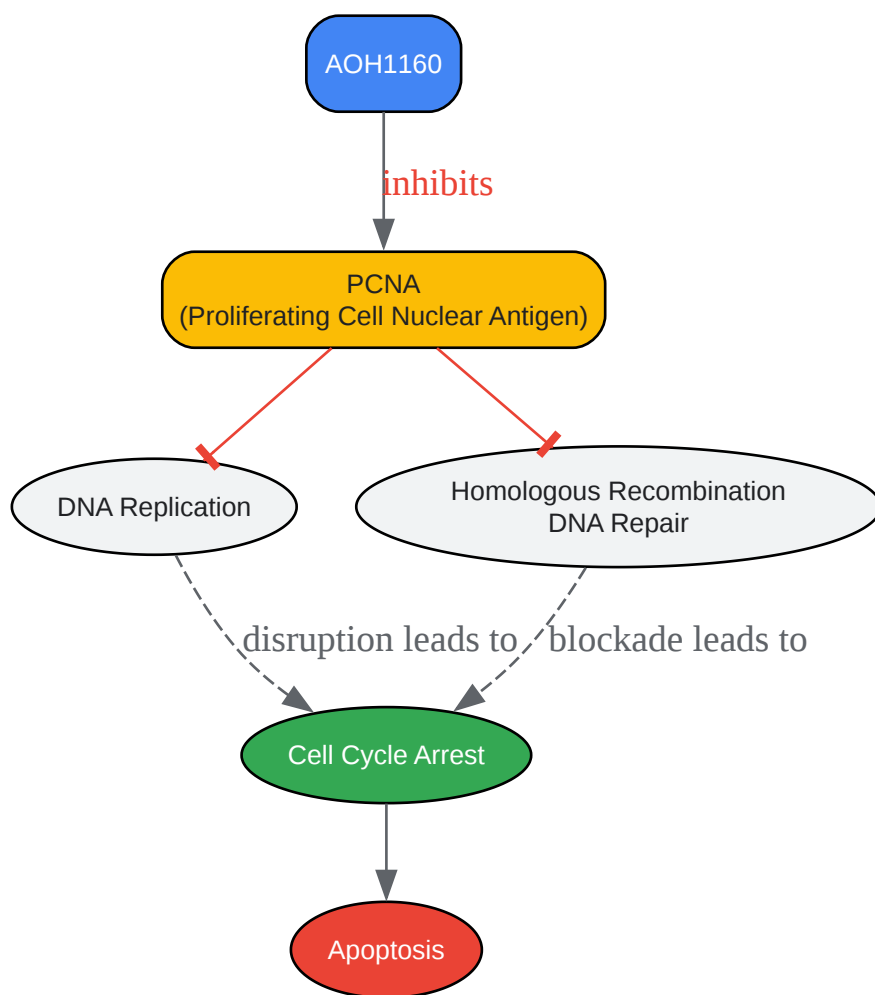 AOH1160
inhibits
PCNA
(Proliferating Cell Nuclear Antigen)
DNA Replication
Homologous Recombination
DNA Repair
disruption leads to
blockade leads to
Cell Cycle Arrest
Apoptosis